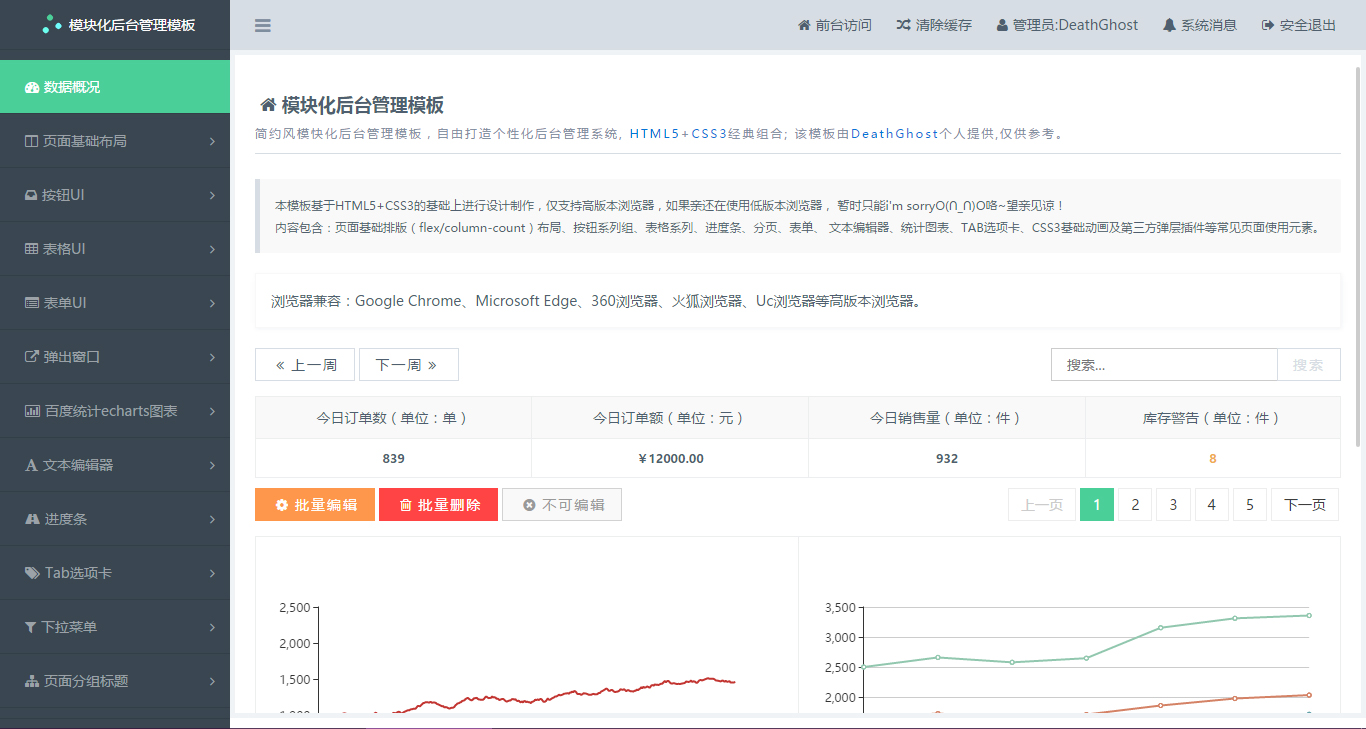 模块化后台管理模板
前台访问 清除缓存 管理员:DeathGhost 系统消息 安全退出
数据概况
页面基础布局
按钮UI
表格UI
表单UI
弹出窗口
百度统计echarts图表
文本编辑器
进度条
Tab选项卡
下拉菜单
页面分组标题
模块化后台管理模板
简约风模快化后台管理模板，自由打造个性化后台管理系统, HTML5+CSS3经典组合; 该模板由DeathGhost个人提供,仅供参考。
本模板基于HTML5+CSS3的基础上进行设计制作，仅支持高版本浏览器，如果亲还在使用低版本浏览器， 暂时只能i'm sorryO(∩_∩)O咯~望亲见谅！
内容包含：页面基础排版（flex/column-count）布局、按钮系列组、表格系列、进度条、分页、表单、 文本编辑器、统计图表、TAB选项卡、CSS3基础动画及第三方弹层插件等常见页面使用元素。
浏览器兼容：Google Chrome、Microsoft Edge、360浏览器、火狐浏览器、Uc浏览器等高版本浏览器。
« 上一周 下一周 » 搜索... 搜索
今日订单数（单位：单） 今日订单额（单位：元） 今日销售量（单位：件） 库存警告（单位：件）
839 ￥12000.00 932 8
批量编辑 批量删除 不可编辑 上一页 1 2 3 4 5 下一页
2,500
2,000
1,500
3,500
3,000
2,500
2,000